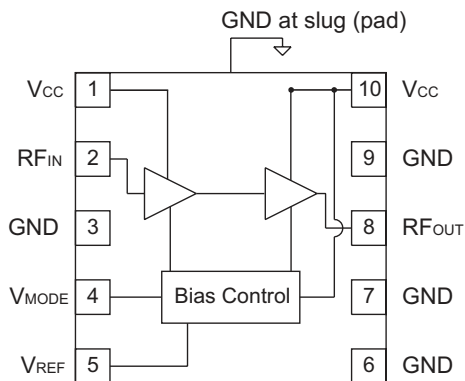 GND at slug (pad)
VCC 1 10 VCC
RFIN 2 9 GND
GND 3 8 RFOUT
VMODE 4 Bias Control 7 GND
VREF 5 6 GND